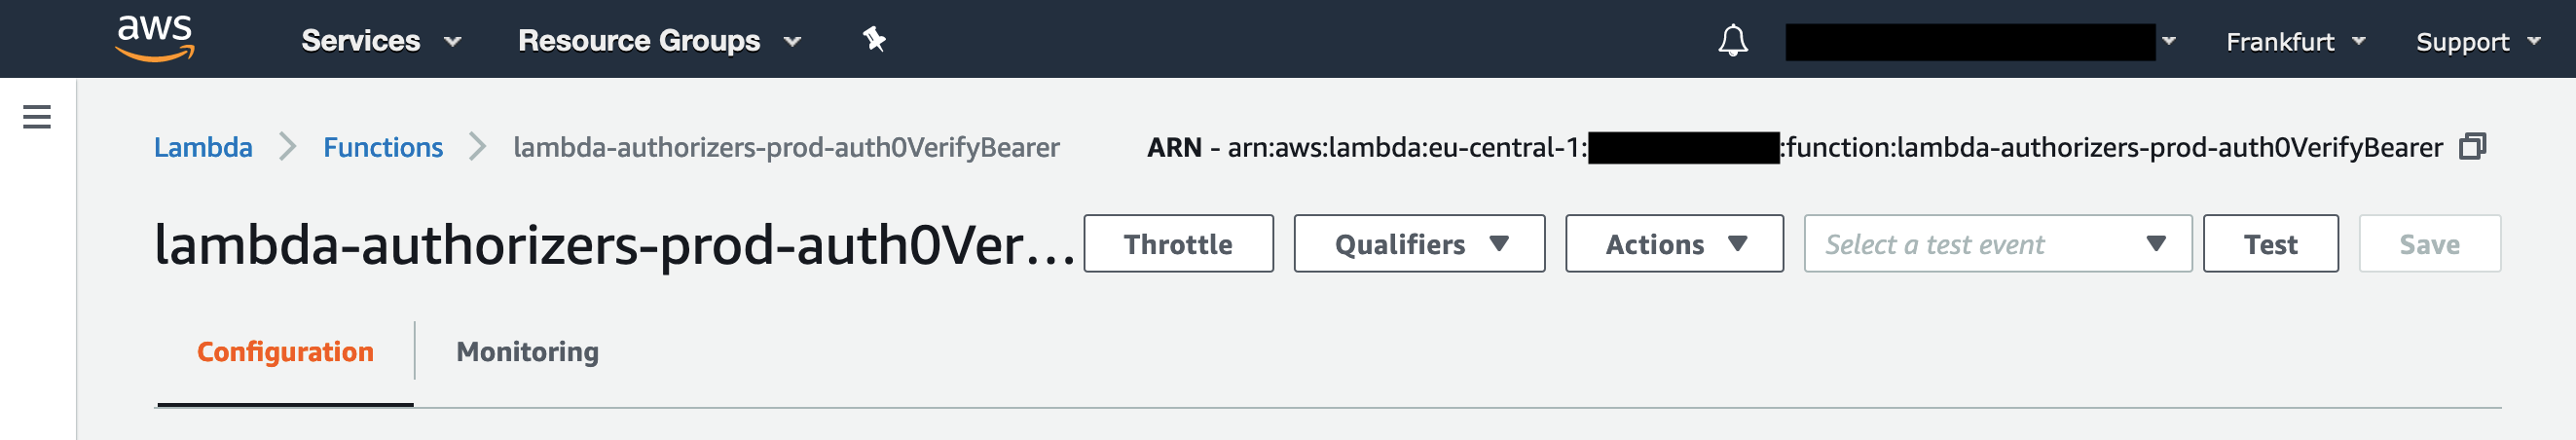 aws Services Resource Groups Frankfurt Support
Lambda Functions lambda-authorizers-prod-auth0VerifyBearer ARN - arn:aws:lambda:eu-central-1: :function:lambda-authorizers-prod-auth0VerifyBearer
lambda-authorizers-prod-auth0Ver... Throttle Qualifiers Actions Select a test event Test Save
Configuration Monitoring